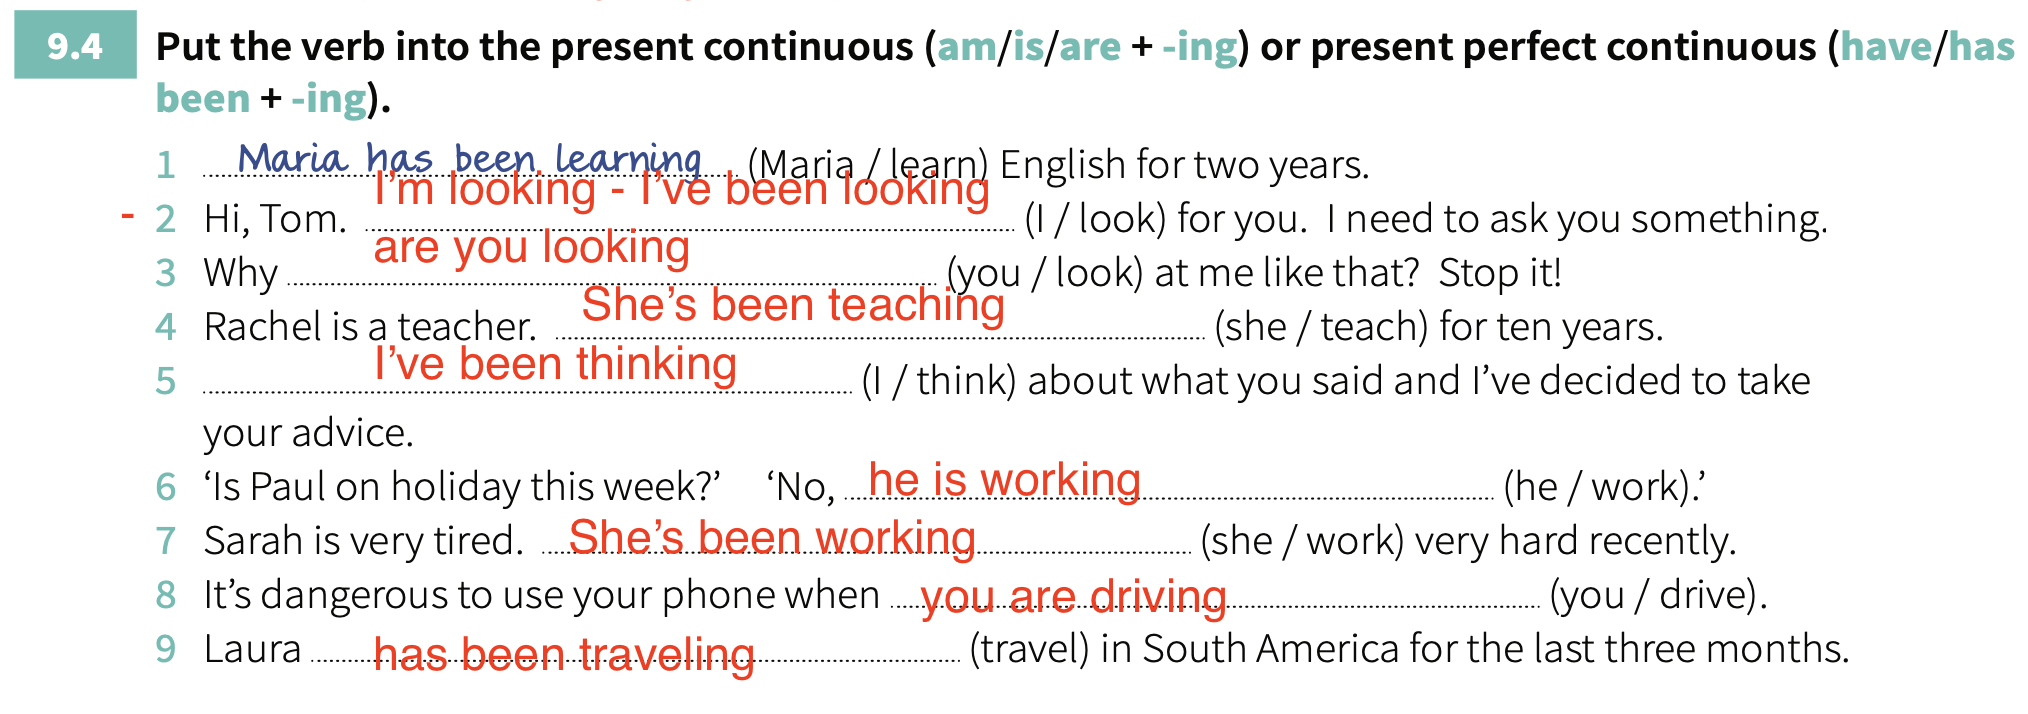 9.4 Put the verb into the present continuous (am/is/are + -ing) or present perfect continuous (have/has
been + -ing).
1 Maria has been learning (Maria / learn) English for two years.
I'm looking - I've been looking
- 2 Hi, Tom. (I / look) for you. I need to ask you something.
are you looking
3 Why (you / look) at me like that? Stop it!
She's been teaching
4 Rachel is a teacher. (she / teach) for ten years.
I've been thinking
5 (I / think) about what you said and I've decided to take
your advice.
6 ‘Is Paul on holiday this week?’ ‘No, he is working (he / work).’
7 Sarah is very tired. She's been working (she / work) very hard recently.
8 It's dangerous to use your phone when you are driving (you / drive).
9 Laura has been traveling (travel) in South America for the last three months.